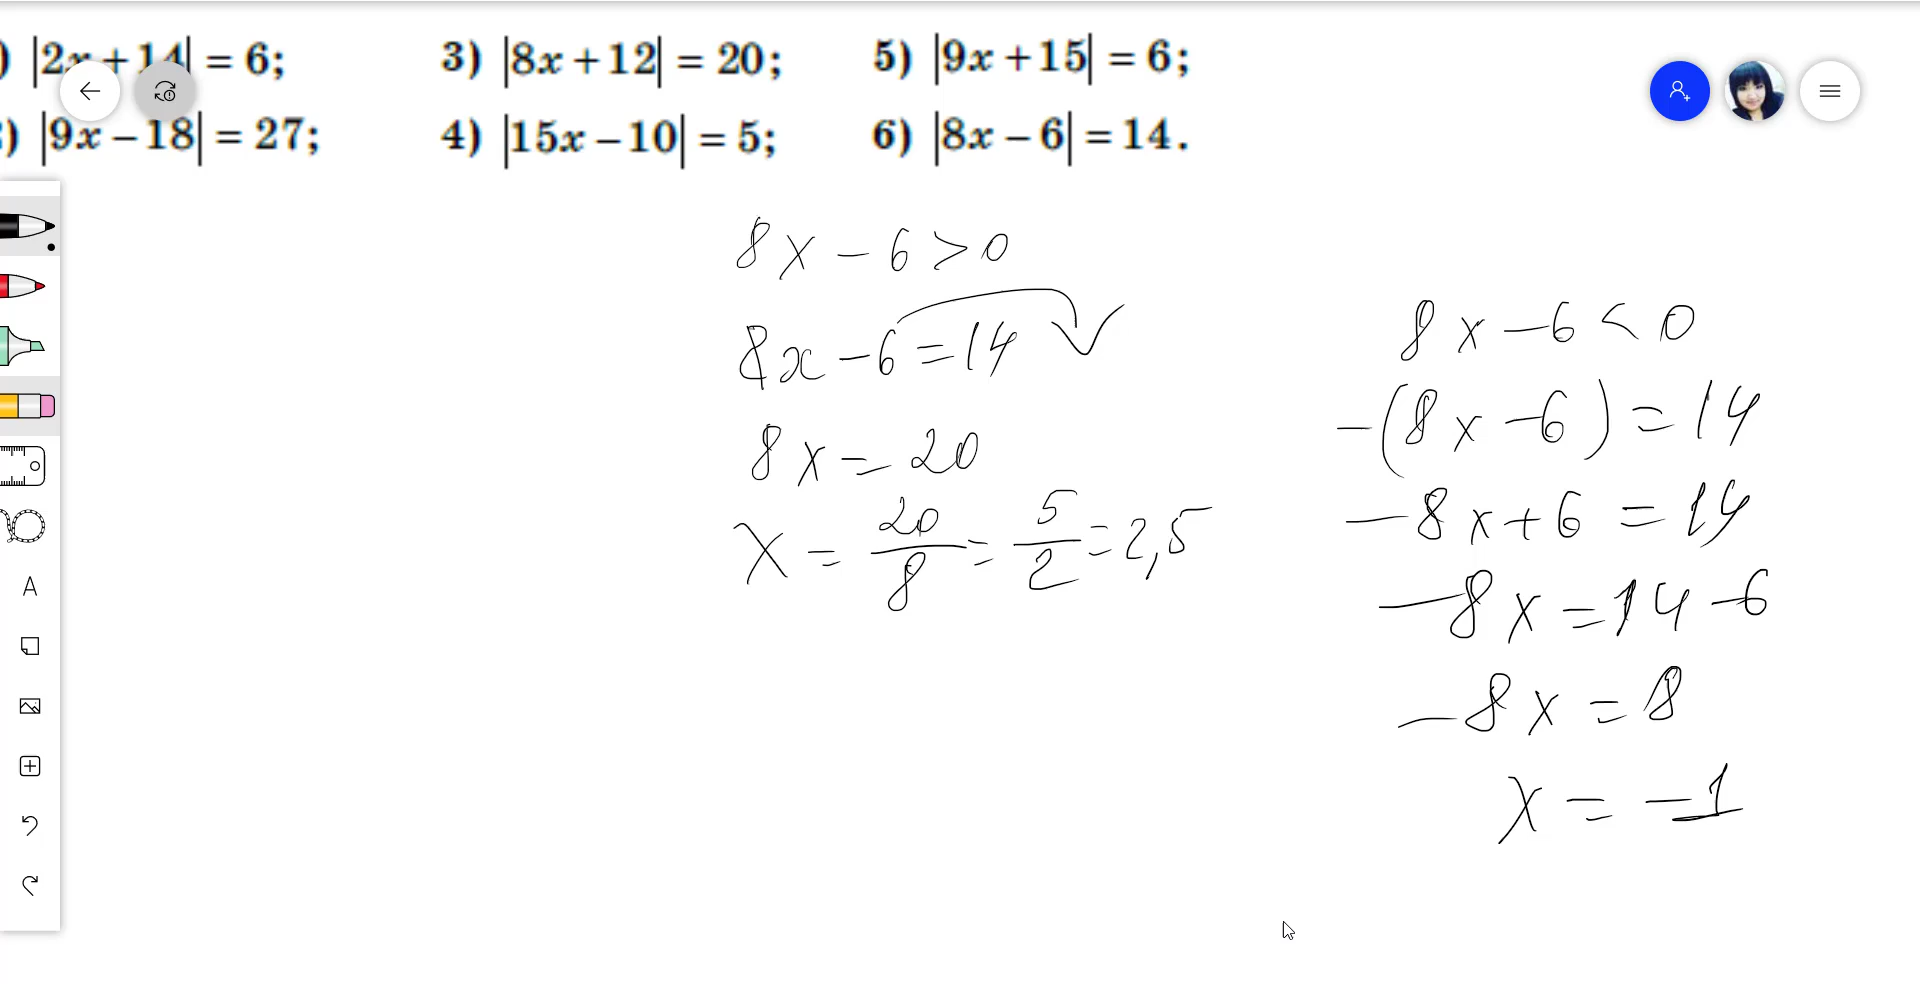 ) |2x + 14| = 6;
3) |8x + 12| = 20;
5) |9x + 15| = 6;
) |9x − 18| = 27;
4) |15x − 10| = 5;
6) |8x − 6| = 14.
8x − 6 > 0
8x − 6 = 14
8x = 20
x = 20/8 = 5/2 = 2,5
8x − 6 < 0
−(8x − 6) = 14
−8x + 6 = 14
−8x = 14 − 6
−8x = 8
x = −1
A